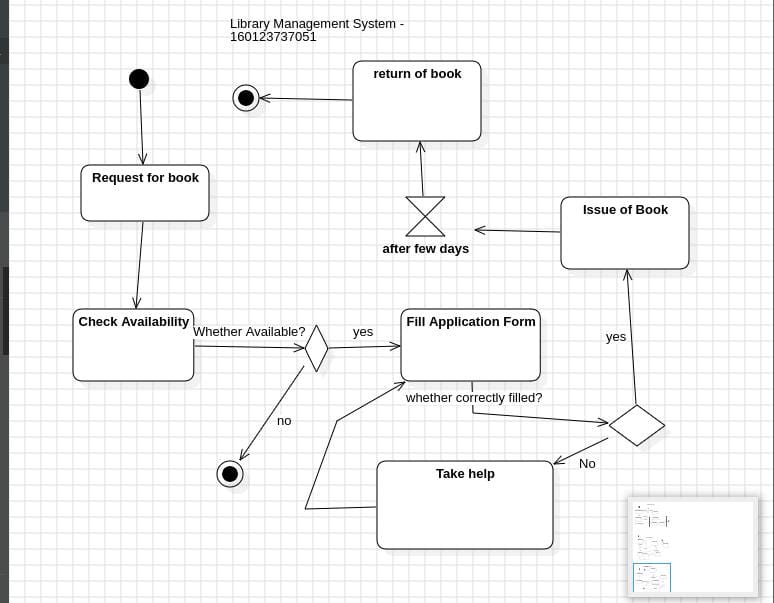 Library Management System -
160123737051
return of book
Request for book
Issue of Book
after few days
Check Availability
Whether Available?
yes
Fill Application Form
yes
whether correctly filled?
no
No
Take help